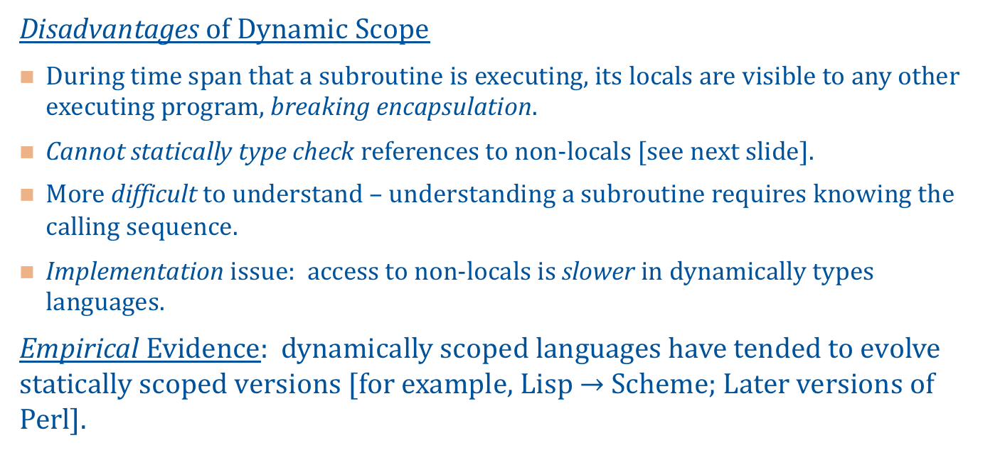 Disadvantages of Dynamic Scope
■ During time span that a subroutine is executing, its locals are visible to any other
executing program, breaking encapsulation.
■ Cannot statically type check references to non-locals [see next slide].
■ More difficult to understand – understanding a subroutine requires knowing the
calling sequence.
■ Implementation issue:  access to non-locals is slower in dynamically types
languages.
Empirical Evidence:  dynamically scoped languages have tended to evolve
statically scoped versions [for example, Lisp → Scheme; Later versions of
Perl].